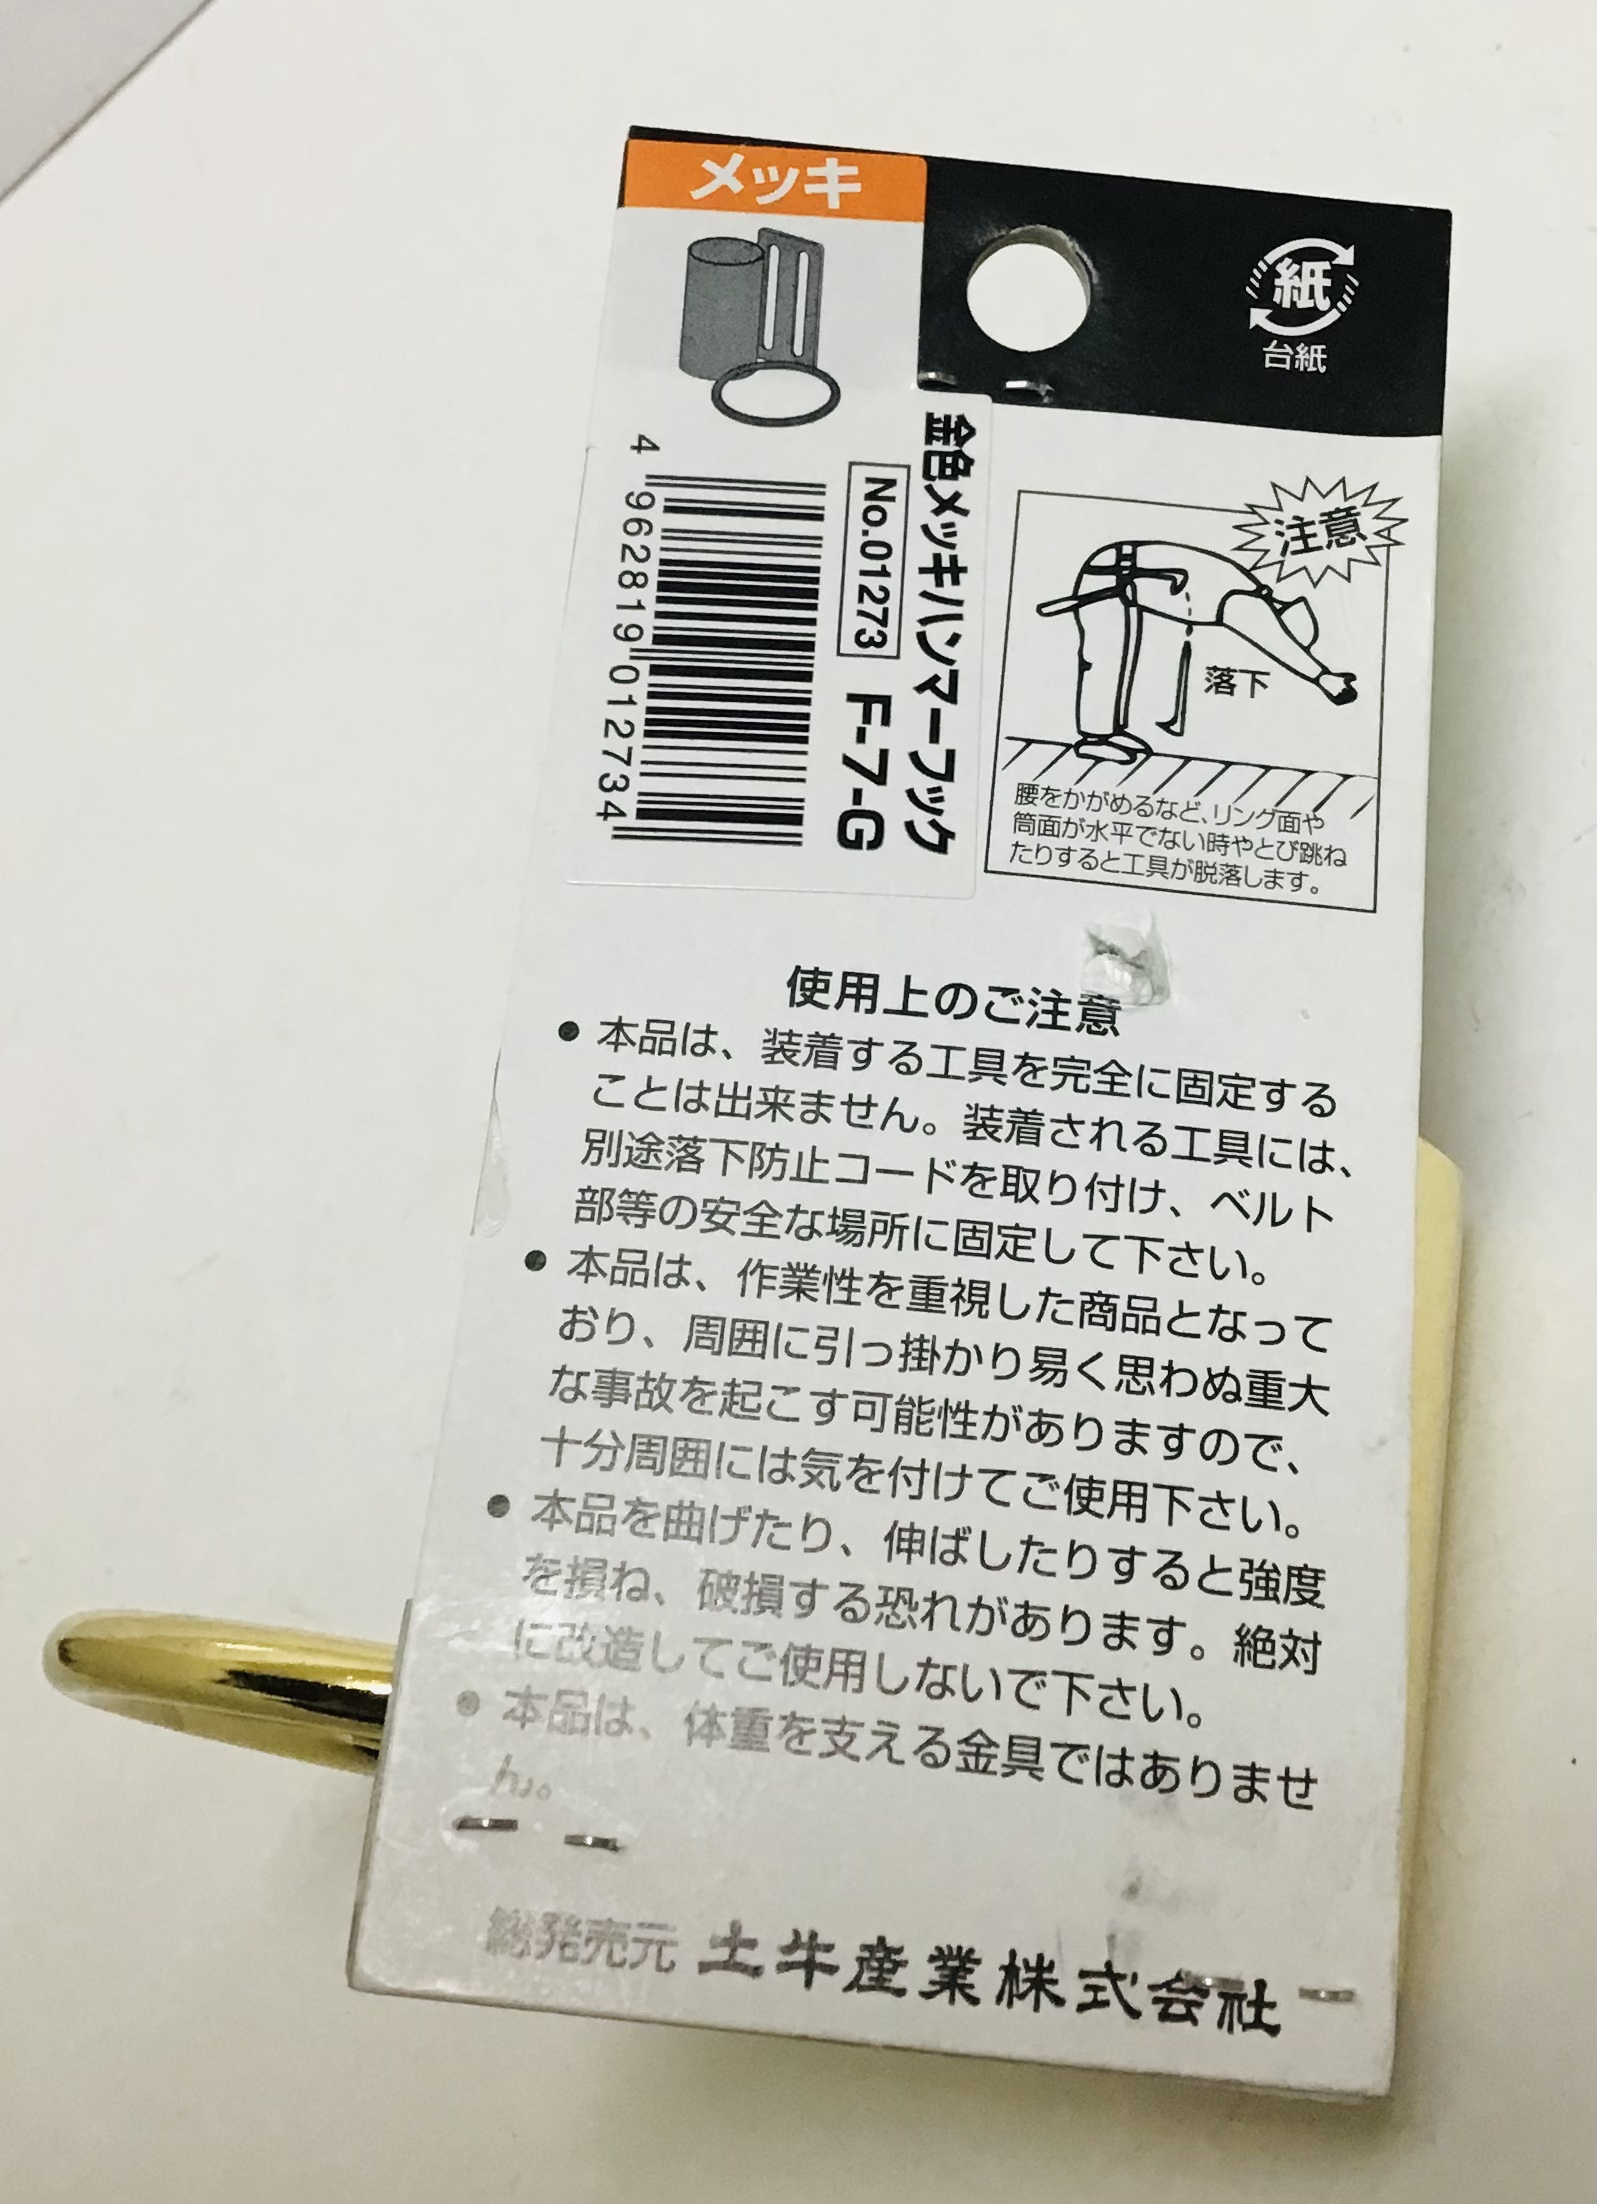 メッキ
紙
台紙
金色メッキハンマーフック
No.01273 F-7-G
4 962819 012734
注意
落下
腰をかがめるなど、リング面や
筒面が水平でない時やとび跳ね
たりすると工具が脱落します。
使用上のご注意
● 本品は、装着する工具を完全に固定する
ことは出来ません。装着される工具には、
別途落下防止コードを取り付け、ベルト
部等の安全な場所に固定して下さい。
● 本品は、作業性を重視した商品となって
おり、周囲に引っ掛かり易く思わぬ重大
な事故を起こす可能性がありますので、
十分周囲には気を付けてご使用下さい。
● 本品を曲げたり、伸ばしたりすると強度
を損ね、破損する恐れがあります。絶対
に改造してご使用しないで下さい。
● 本品は、体重を支える金具ではありませ
ん。
総発売元 土牛産業株式会社